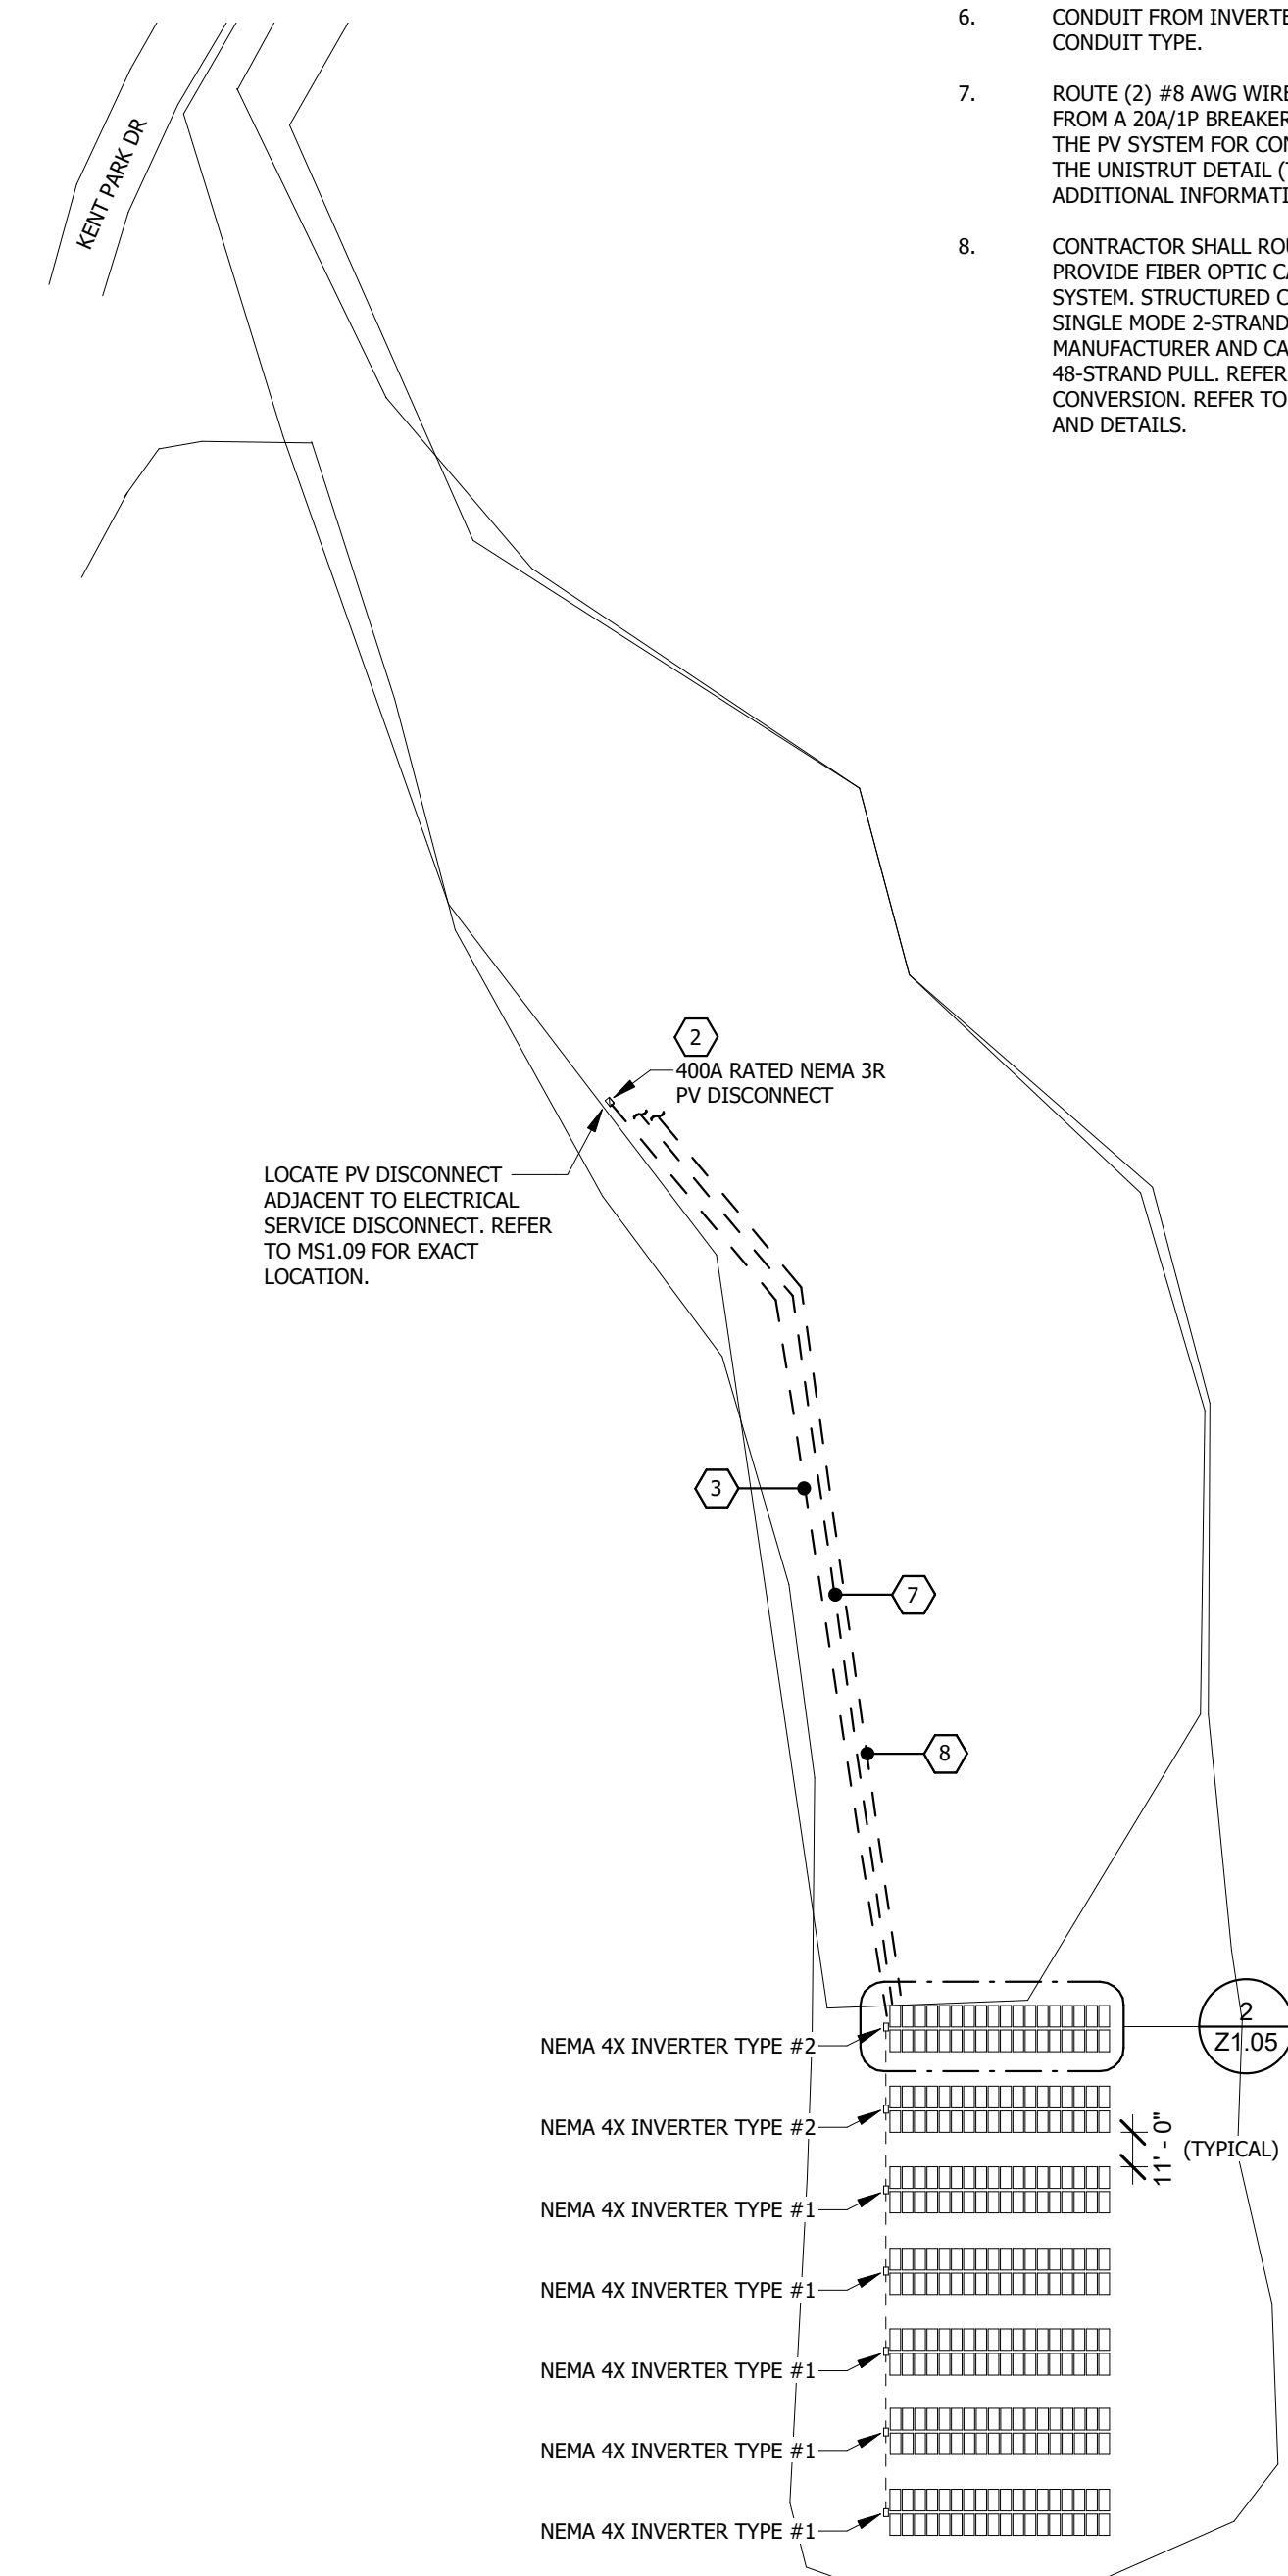 6. CONDUIT FROM INVERTE
CONDUIT TYPE.
7. ROUTE (2) #8 AWG WIRE
FROM A 20A/1P BREAKER
THE PV SYSTEM FOR CON
THE UNISTRUT DETAIL (
ADDITIONAL INFORMATI
8. CONTRACTOR SHALL ROU
PROVIDE FIBER OPTIC CA
SYSTEM. STRUCTURED C
SINGLE MODE 2-STRAND
MANUFACTURER AND CA
48-STRAND PULL. REFER
CONVERSION. REFER TO
AND DETAILS.
KENT PARK DR
2
400A RATED NEMA 3R
PV DISCONNECT
LOCATE PV DISCONNECT
ADJACENT TO ELECTRICAL
SERVICE DISCONNECT. REFER
TO MS1.09 FOR EXACT
LOCATION.
3
7
8
2
Z1.05
NEMA 4X INVERTER TYPE #2
NEMA 4X INVERTER TYPE #2
11' - 0"
(TYPICAL)
NEMA 4X INVERTER TYPE #1
NEMA 4X INVERTER TYPE #1
NEMA 4X INVERTER TYPE #1
NEMA 4X INVERTER TYPE #1
NEMA 4X INVERTER TYPE #1